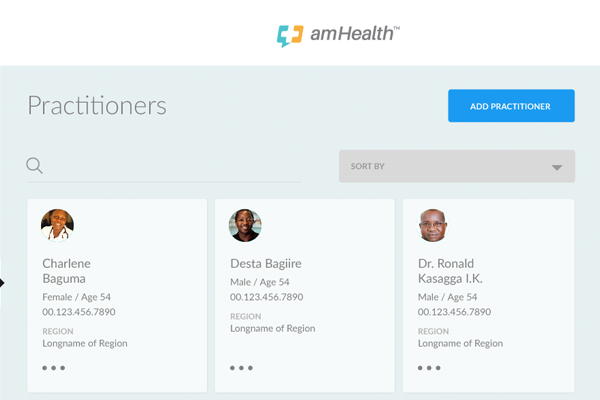 amHealth™
Practitioners
ADD PRACTITIONER
SORT BY
Charlene
Baguma
Female / Age 54
00.123.456.7890
REGION
Longname of Region
Desta Bagiire
Male / Age 54
00.123.456.7890
REGION
Longname of Region
Dr. Ronald
Kasagga I.K.
Male / Age 54
00.123.456.7890
REGION
Longname of Region